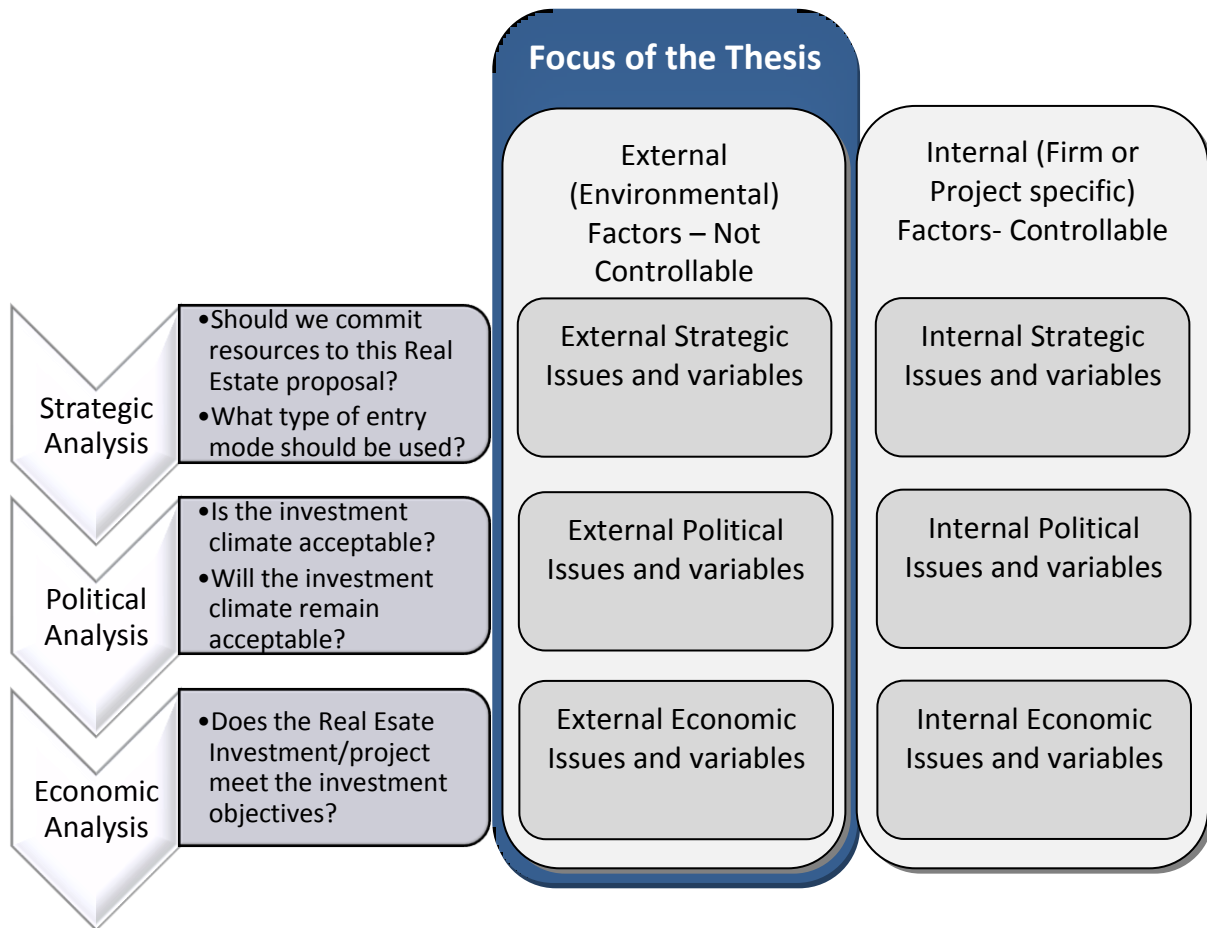 Focus of the Thesis
External
(Environmental)
Factors – Not
Controllable
Internal (Firm or
Project specific)
Factors- Controllable
Strategic
Analysis
•Should we commit
resources to this Real
Estate proposal?
•What type of entry
mode should be used?
External Strategic
Issues and variables
Internal Strategic
Issues and variables
Political
Analysis
•Is the investment
climate acceptable?
•Will the investment
climate remain
acceptable?
External Political
Issues and variables
Internal Political
Issues and variables
Economic
Analysis
•Does the Real Esate
Investment/project
meet the investment
objectives?
External Economic
Issues and variables
Internal Economic
Issues and variables